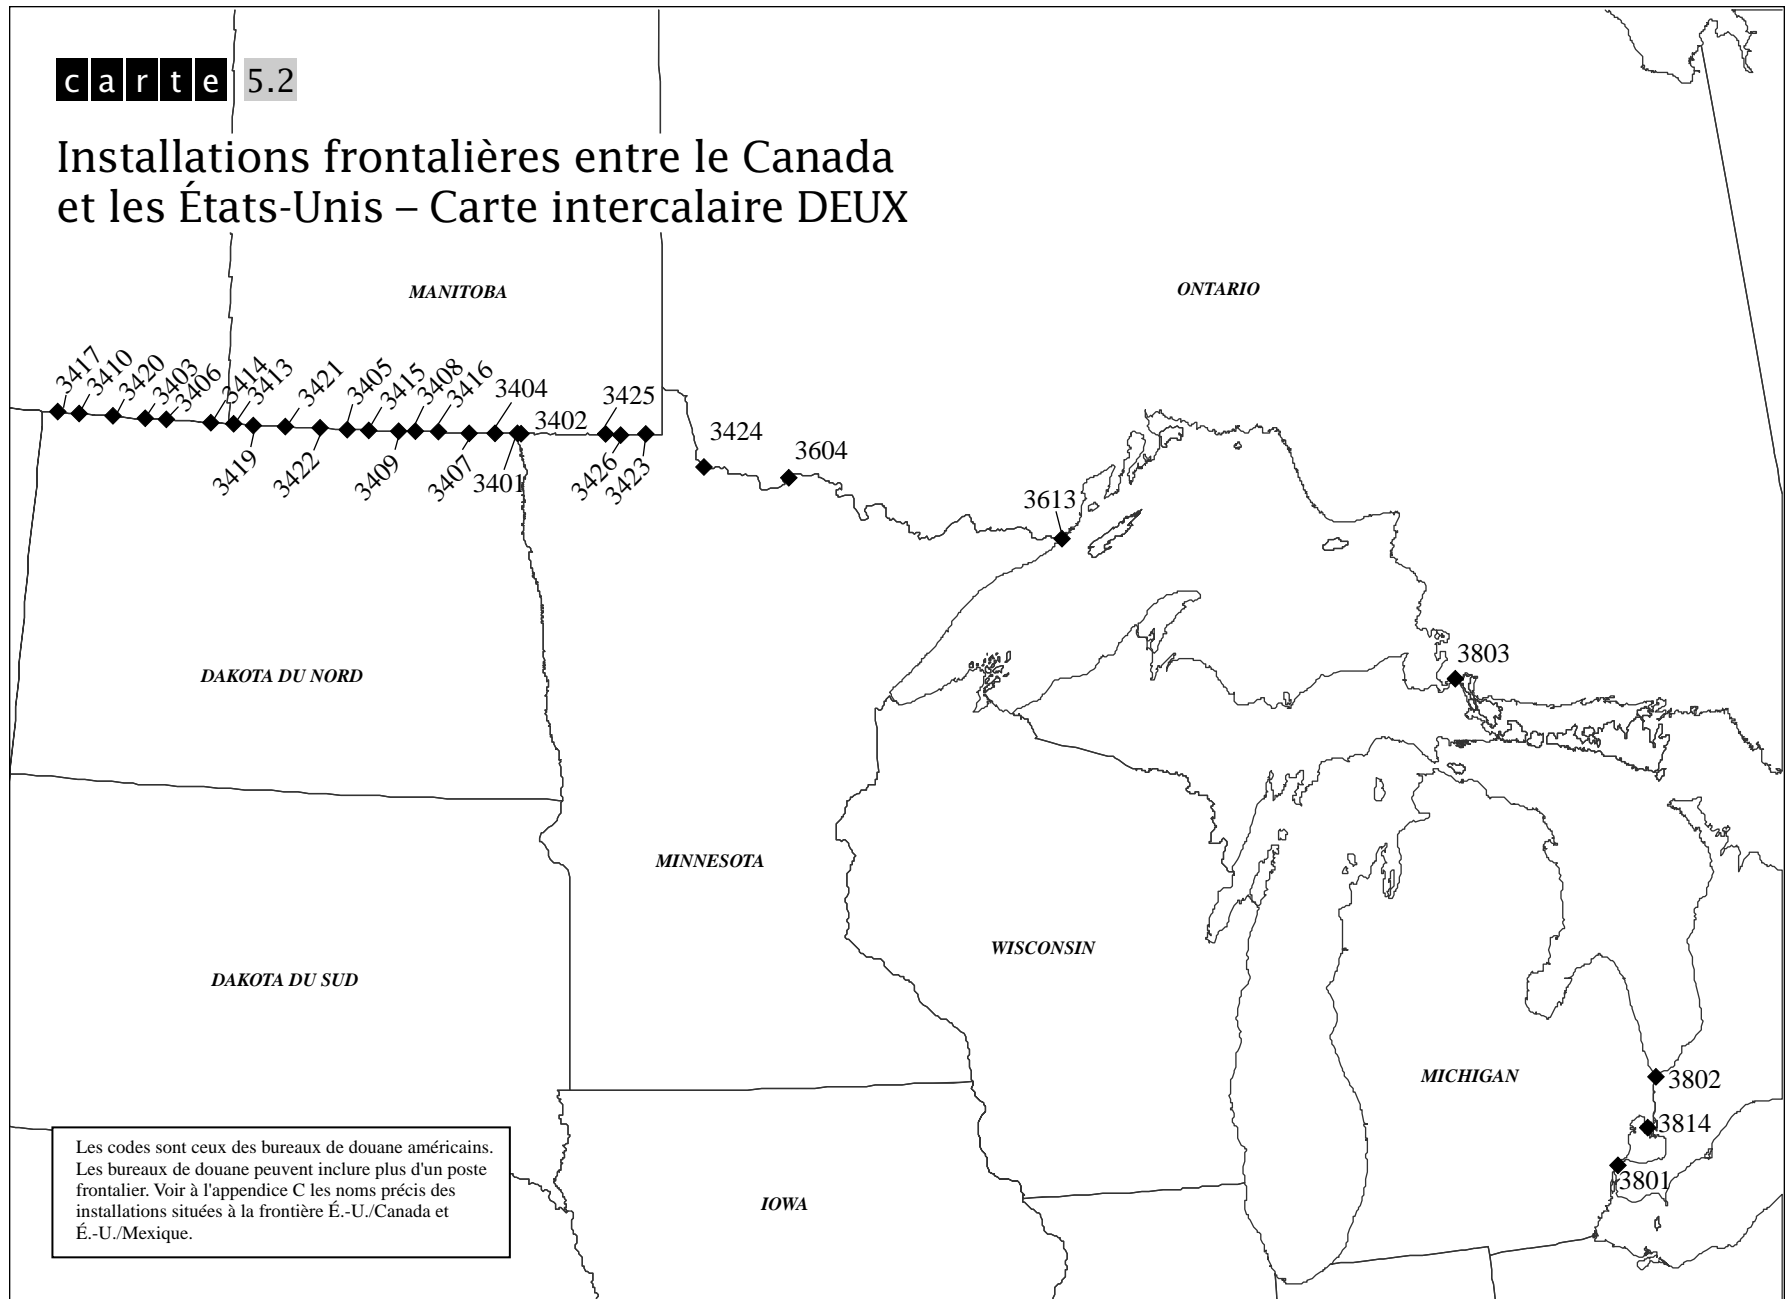 carte 5.2
Installations frontalières entre le Canada
et les États-Unis – Carte intercalaire DEUX
MANITOBA
ONTARIO
3417
3410
3420
3403
3406
3414
3413
3421
3405
3415
3408
3416
3404
3402
3425
3419
3422
3409
3407
3401
3426
3423
3424
3604
3613
3803
DAKOTA DU NORD
MINNESOTA
WISCONSIN
DAKOTA DU SUD
MICHIGAN
3802
3814
3801
IOWA
Les codes sont ceux des bureaux de douane américains.
Les bureaux de douane peuvent inclure plus d'un poste
frontalier. Voir à l'appendice C les noms précis des
installations situées à la frontière É.-U./Canada et
É.-U./Mexique.